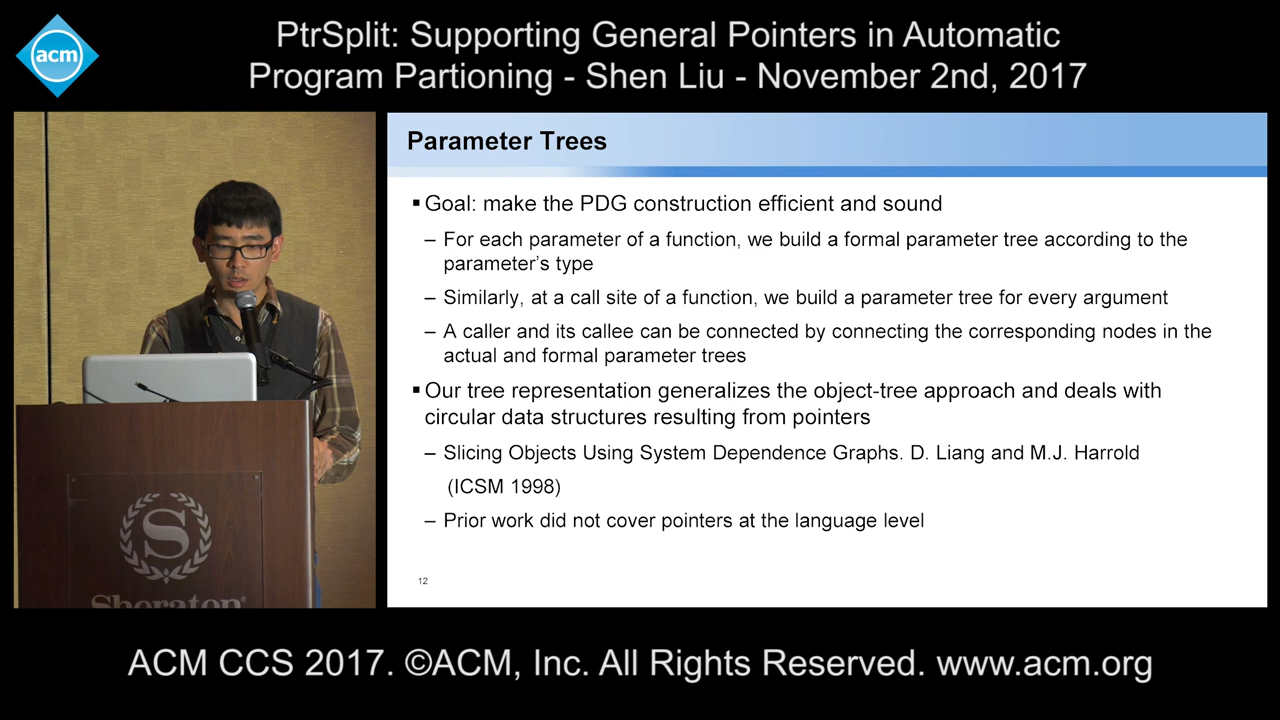 acm
PtrSplit: Supporting General Pointers in Automatic
Program Partioning - Shen Liu - November 2nd, 2017
Parameter Trees
▪ Goal: make the PDG construction efficient and sound
– For each parameter of a function, we build a formal parameter tree according to the
parameter's type
– Similarly, at a call site of a function, we build a parameter tree for every argument
– A caller and its callee can be connected by connecting the corresponding nodes in the
actual and formal parameter trees
▪ Our tree representation generalizes the object-tree approach and deals with
circular data structures resulting from pointers
– Slicing Objects Using System Dependence Graphs. D. Liang and M.J. Harrold
(ICSM 1998)
– Prior work did not cover pointers at the language level
12
S
Sheraton®
ACM CCS 2017. ©ACM, Inc. All Rights Reserved. www.acm.org